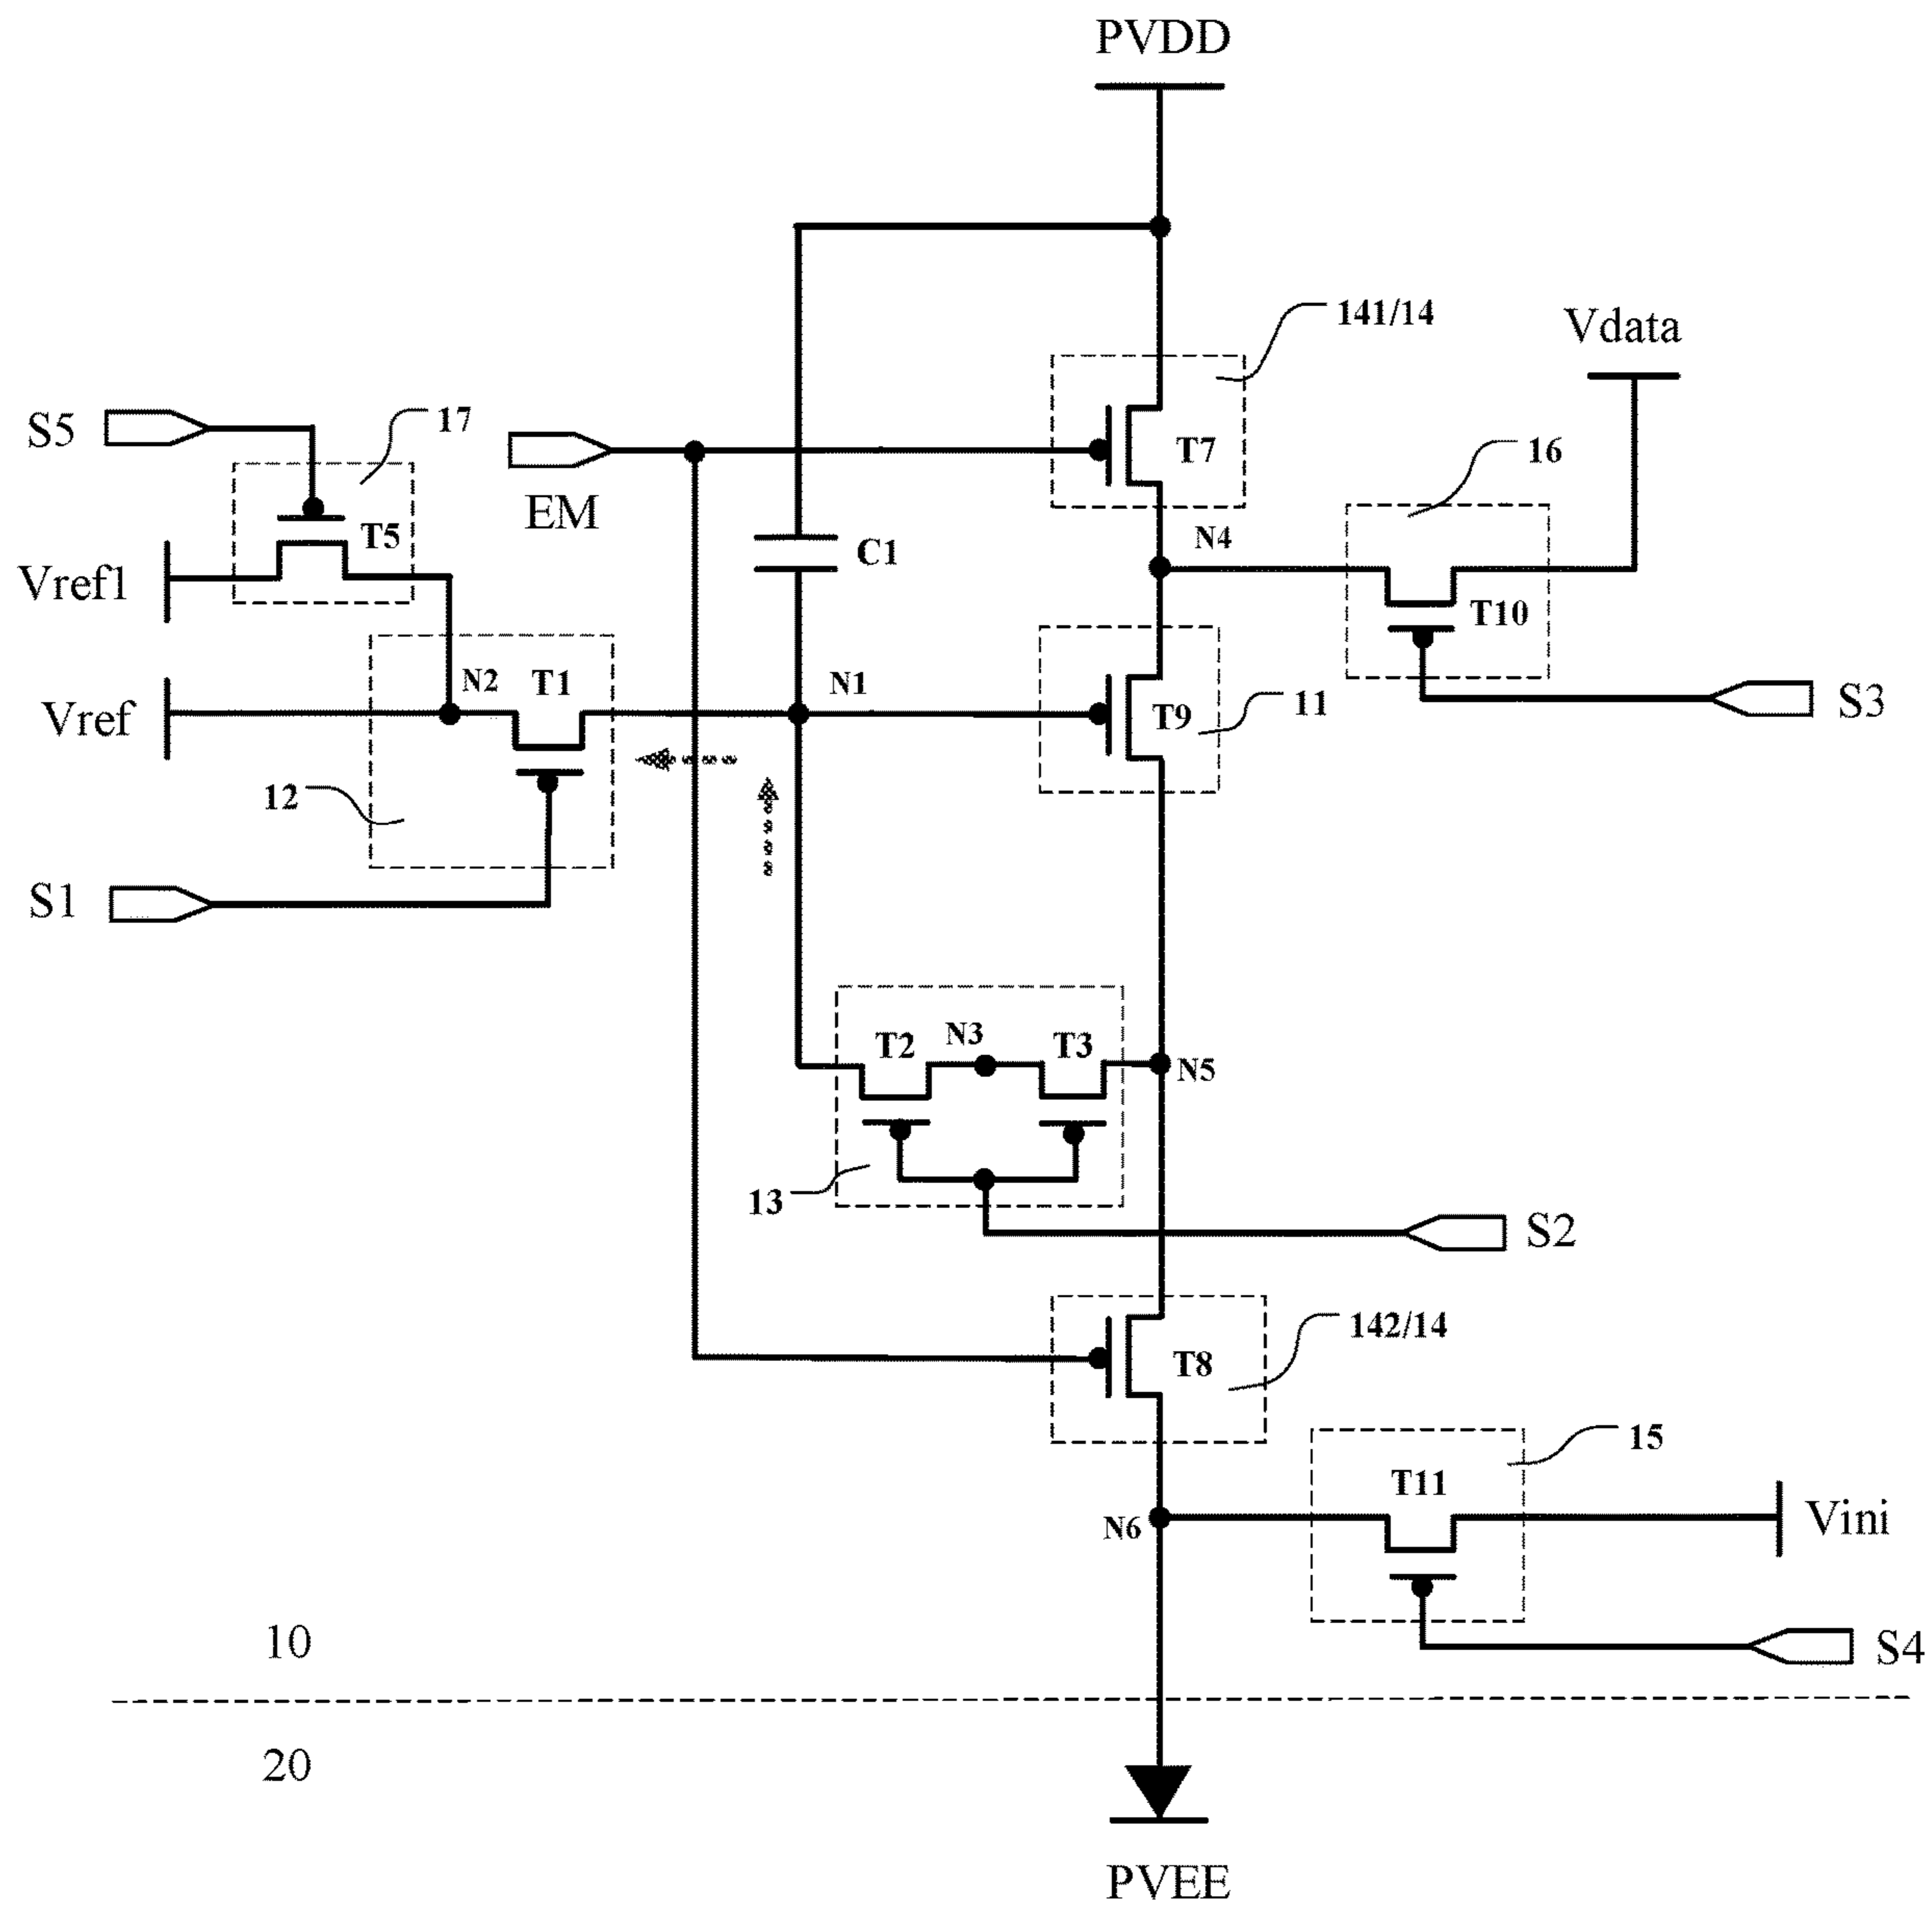 PVDD
141/14
Vdata
S5
17
EM
T7
16
T5
Vref1
C1
N4
T10
Vref
N2
T1
N1
T9
11
S3
12
S1
T2
N3
T3
N5
13
S2
T8
142/14
15
T11
N6
Vini
10
S4
20
PVEE